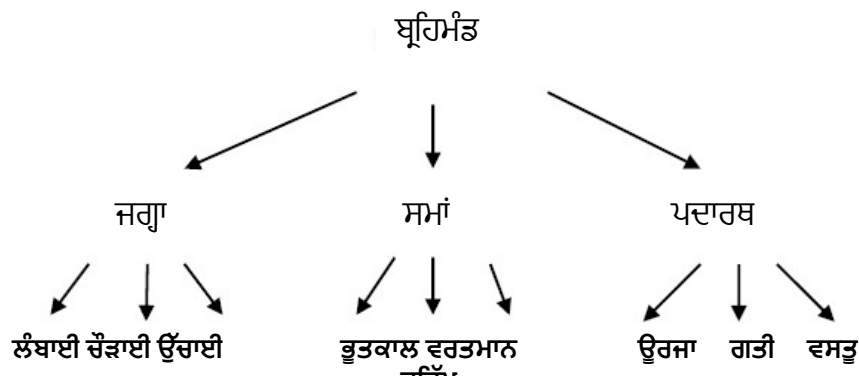 ਬ੍ਰਹਿਮੰਡ
ਜਗ੍ਹਾ ਸਮਾਂ ਪਦਾਰਥ
ਲੰਬਾਈ ਚੌੜਾਈ ਉੱਚਾਈ ਭੂਤਕਾਲ ਵਰਤਮਾਨ ਊਰਜਾ ਗਤੀ ਵਸਤੂ